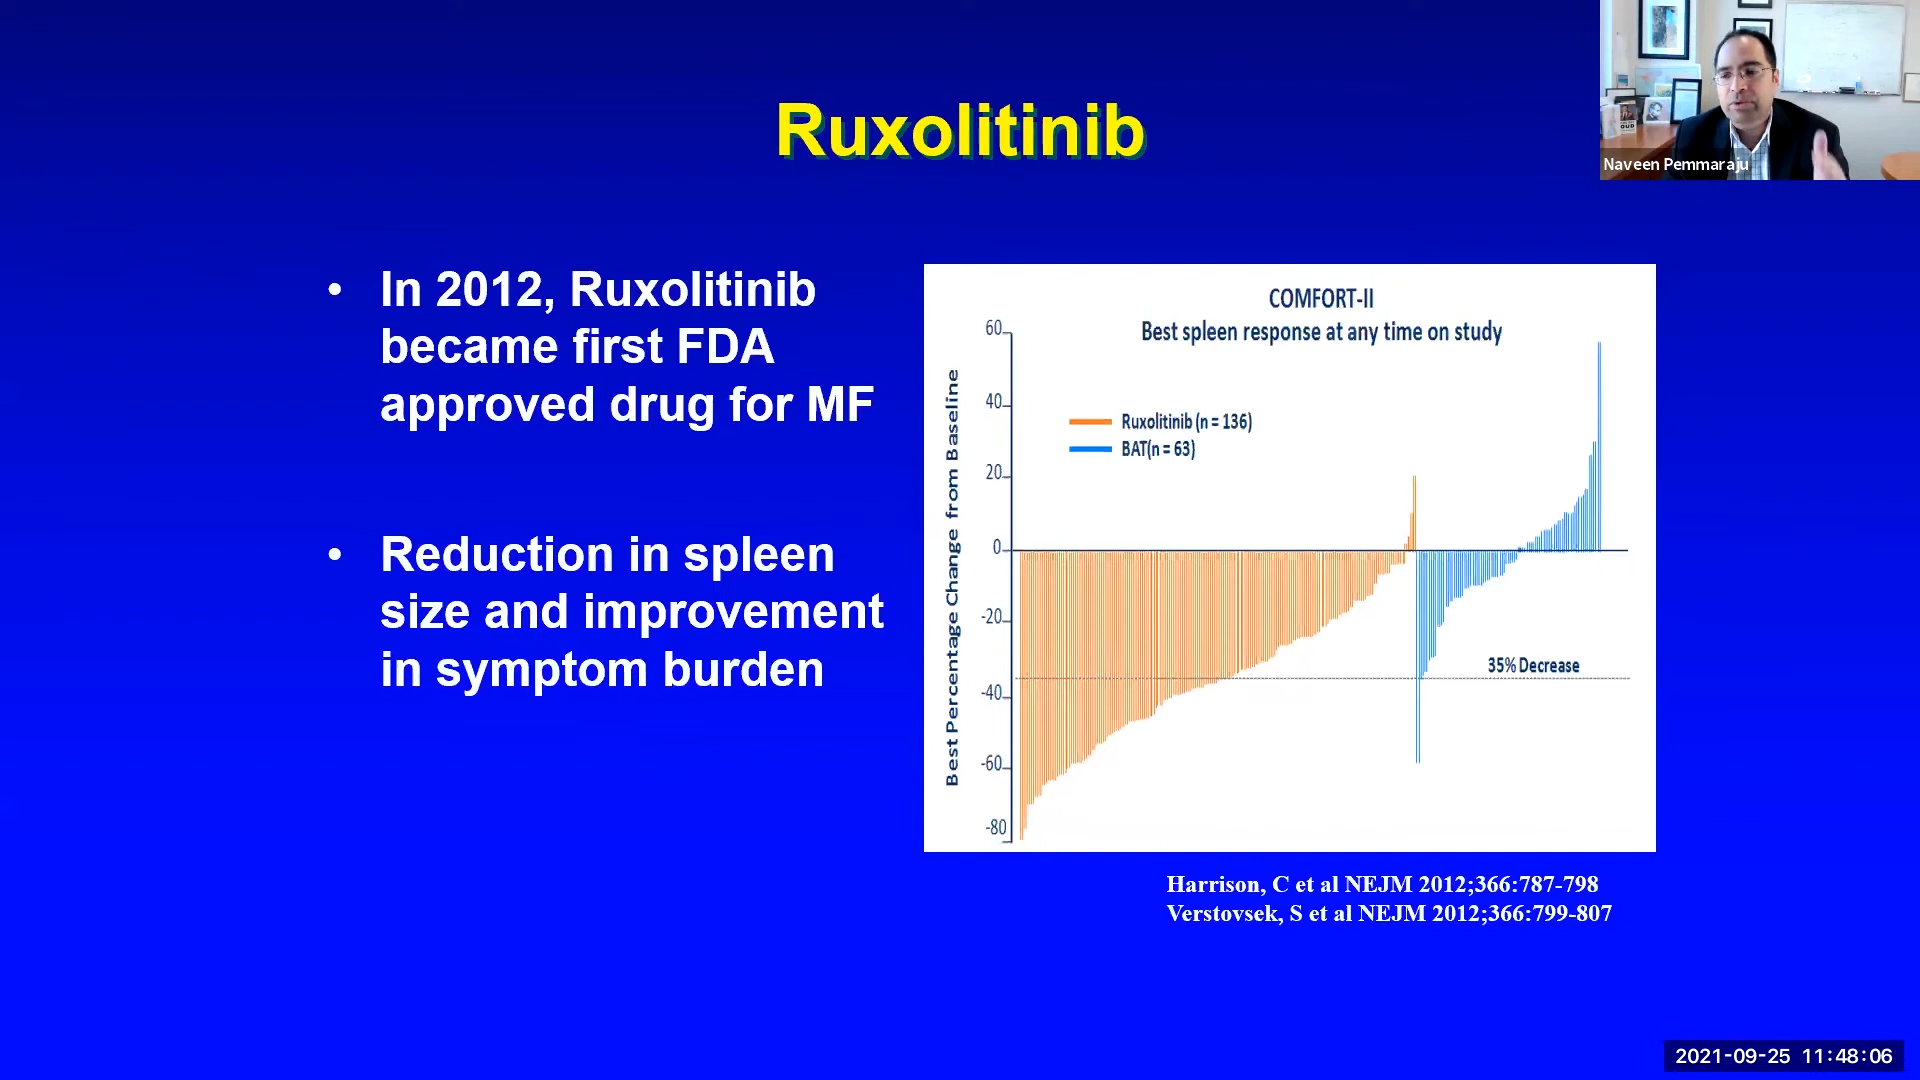 Ruxolitinib
Naveen Pemmaraju
• In 2012, Ruxolitinib
became first FDA
approved drug for MF
• Reduction in spleen
size and improvement
in symptom burden
COMFORT-II
Best spleen response at any time on study
Best Percentage Change from Baseline
60
40
20
0
-20
-40
-60
-80
Ruxolitinib (n = 136)
BAT(n = 63)
35% Decrease
Harrison, C et al NEJM 2012;366:787-798
Verstovsek, S et al NEJM 2012;366:799-807
2021-09-25 11:48:06